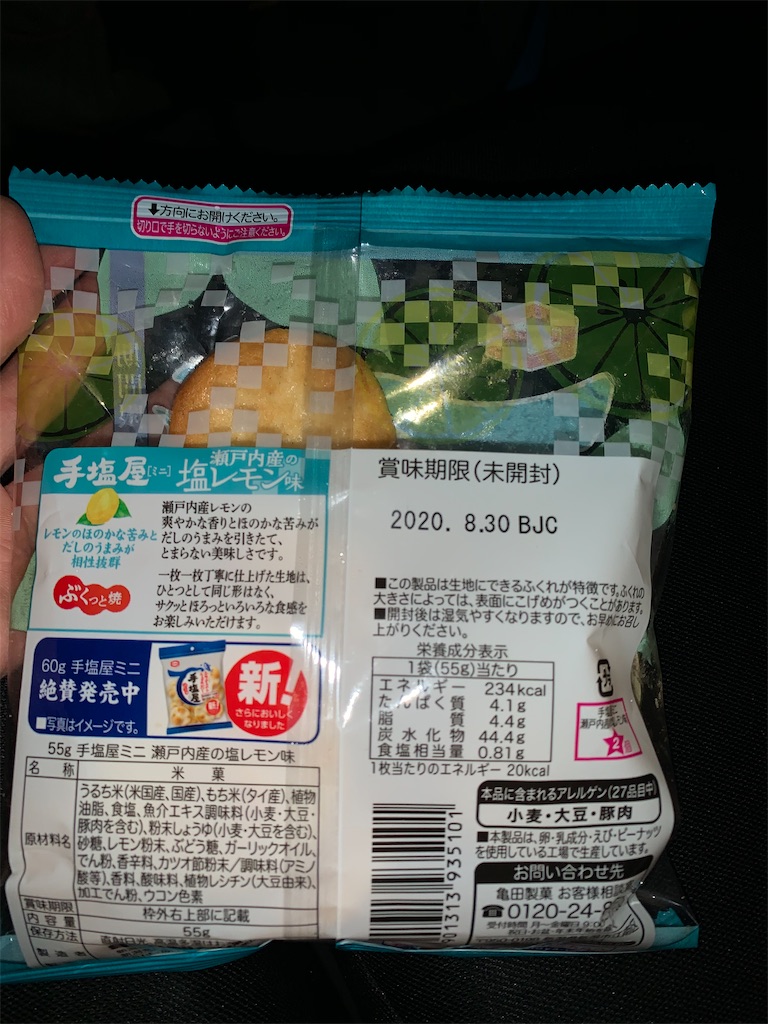 ⬇方向にお開けください。
切り口で手を切らないようにご注意ください。
手塩屋[ミニ] 瀬戸内産の塩レモン味
レモンのほのかな苦みと
だしのうまみが
相性抜群
ぷくっと焼
瀬戸内産レモンの
爽やかな香りとほのかな苦みが
だしのうまみを引きたて、
とまらない美味しさです。
一枚一枚丁寧に仕上げた生地は、
ひとつとして同じ形はなく、
サクッとほろっといろいろな食感を
お楽しみいただけます。
60g 手塩屋ミニ
絶賛発売中
■写真はイメージです。
手塩屋
新!
さらにおいしく
なりました
55g 手塩屋ミニ 瀬戸内産の塩レモン味
名称 米菓
原材料名
うるち米(米国産、国産)、もち米(タイ産)、植物
油脂、食塩、魚介エキス調味料(小麦・大豆・
豚肉を含む)、粉末しょうゆ(小麦・大豆を含む)、
砂糖、レモン粉末、ぶどう糖、ガーリックオイル、
でん粉、香辛料、カツオ節粉末/調味料(アミノ
酸等)、香料、酸味料、植物レシチン(大豆由来)、
加工でん粉、ウコン色素
賞味期限 枠外右上部に記載
内容量 55g
保存方法
製造者
賞味期限(未開封)
2020. 8.30 BJC
■この製品は生地にできるふくれが特徴です。ふくれの
大きさによっては、表面にこげめがつくことがあります。
■開封後は湿気やすくなりますので、お早めにお召し
上がりください。
栄養成分表示
1袋(55g)当たり
エネルギー 234kcal
たんぱく質 4.1g
脂質 4.4g
炭水化物 44.4g
食塩相当量 0.81g
1枚当たりのエネルギー 20kcal
手塩ミニ
2
本品に含まれるアレルゲン(27品目中)
小麦・大豆・豚肉
■本製品は、卵・乳成分・えび・ピーナッツ
を使用している工場で生産しています。
お問い合わせ先
亀田製菓 お客様相談
☎0120-24-8
受付時間 月~金曜日 9:00
901313 935101